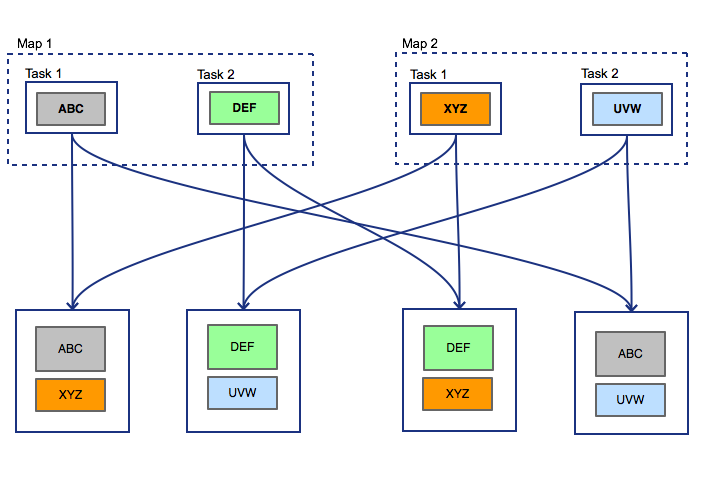 Map 1
Map 2
Task 1
Task 2
Task 1
Task 2
ABC
DEF
XYZ
UVW
ABC
XYZ
DEF
UVW
DEF
XYZ
ABC
UVW